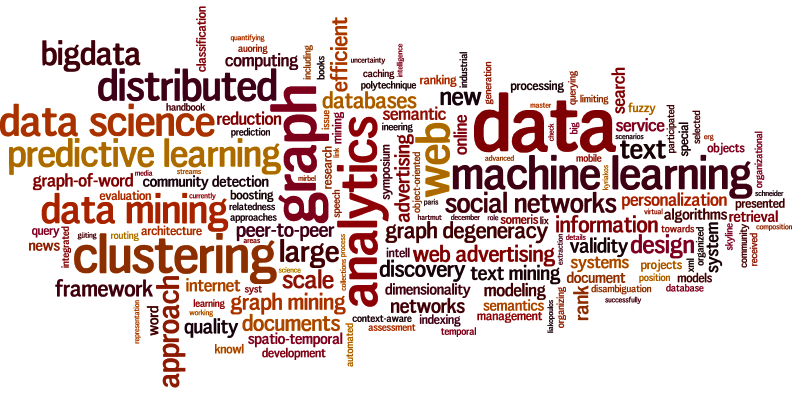 bigdata
classification
quantifying
auoring
computing
including
books
efficient
uncertainty
caching
intelligence
polytechnique
ranking
industrial
generation
processing
querying
limiting
search
fuzzy
distributed
handbook
databases
semantic
new
data
master
check
big
service
scenarios
participated
special
selected
erg
objects
organizational
data science
reduction
prediction
graph
issue
mining
analytics
ineering
online
text
predictive learning
streams
research
link
symposium
advertising
object-oriented
web
advanced
machine learning
mobile
kyriakos
schneider
graph-of-word
media
community detection
mirbel
evaluation
currently
boosting
relatedness
approaches
speech
paris
social networks
personalization
presented
data mining
hartmut
december
role
someris
lix
information
virtual
algorithms
retrieval
towards
composition
query
integrated
giting
routing
architecture
peer-to-peer
areas
graph degeneracy
details
extraction
validity
design
organized
system
skyline
community
received
news
clustering
large
process
collections
intell
web advertising
systems
projects
xml
science
discovery
text mining
document
position
models
framework
approach
internet
syst
scale
dimensionality
modeling
organizing
rank
disambiguation
database
successfully
representation
word
learning
working
graph mining
networks
semantics
management
liakopoulos
quality
documents
context-aware
indexing
assessment
temporal
spatio-temporal
automated
knowl
development